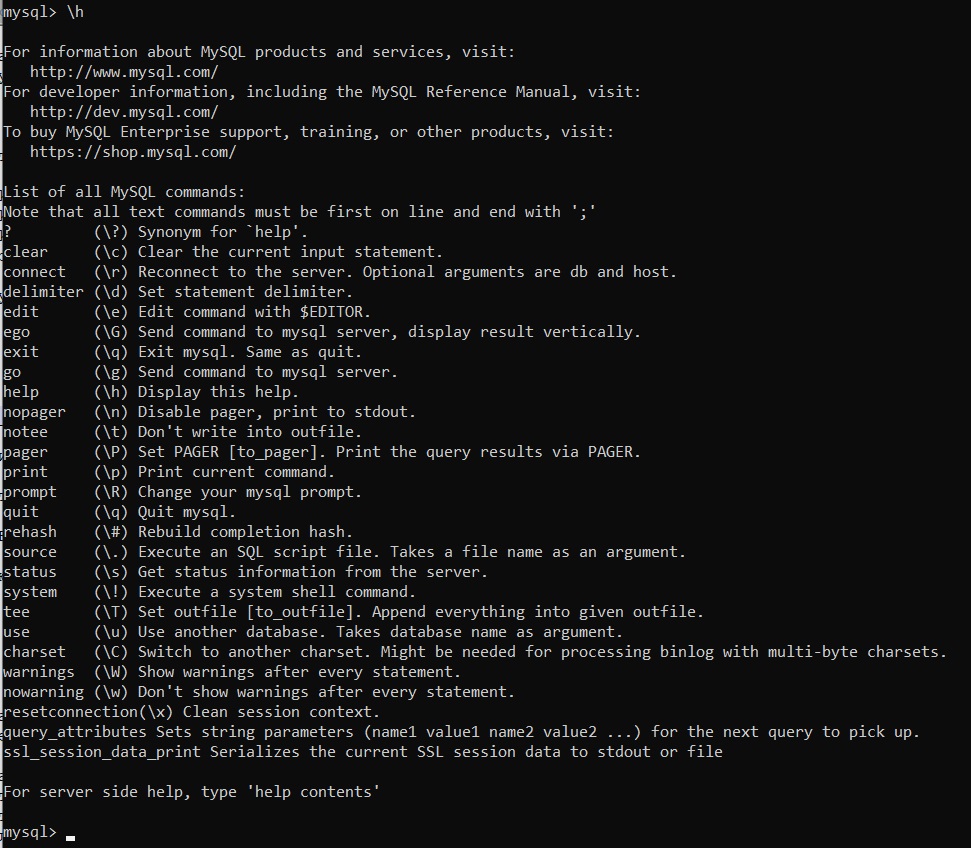 mysql> \h

For information about MySQL products and services, visit:
   http://www.mysql.com/
For developer information, including the MySQL Reference Manual, visit:
   http://dev.mysql.com/
To buy MySQL Enterprise support, training, or other products, visit:
   https://shop.mysql.com/

List of all MySQL commands:
Note that all text commands must be first on line and end with ';'
?         (\?) Synonym for `help'.
clear     (\c) Clear the current input statement.
connect   (\r) Reconnect to the server. Optional arguments are db and host.
delimiter (\d) Set statement delimiter.
edit      (\e) Edit command with $EDITOR.
ego       (\G) Send command to mysql server, display result vertically.
exit      (\q) Exit mysql. Same as quit.
go        (\g) Send command to mysql server.
help      (\h) Display this help.
nopager   (\n) Disable pager, print to stdout.
notee     (\t) Don't write into outfile.
pager     (\P) Set PAGER [to_pager]. Print the query results via PAGER.
print     (\p) Print current command.
prompt    (\R) Change your mysql prompt.
quit      (\q) Quit mysql.
rehash    (\#) Rebuild completion hash.
source    (\.) Execute an SQL script file. Takes a file name as an argument.
status    (\s) Get status information from the server.
system    (\!) Execute a system shell command.
tee       (\T) Set outfile [to_outfile]. Append everything into given outfile.
use       (\u) Use another database. Takes database name as argument.
charset   (\C) Switch to another charset. Might be needed for processing binlog with multi-byte charsets.
warnings  (\W) Show warnings after every statement.
nowarning (\w) Don't show warnings after every statement.
resetconnection(\x) Clean session context.
query_attributes Sets string parameters (name1 value1 name2 value2 ...) for the next query to pick up.
ssl_session_data_print Serializes the current SSL session data to stdout or file

For server side help, type 'help contents'

mysql>